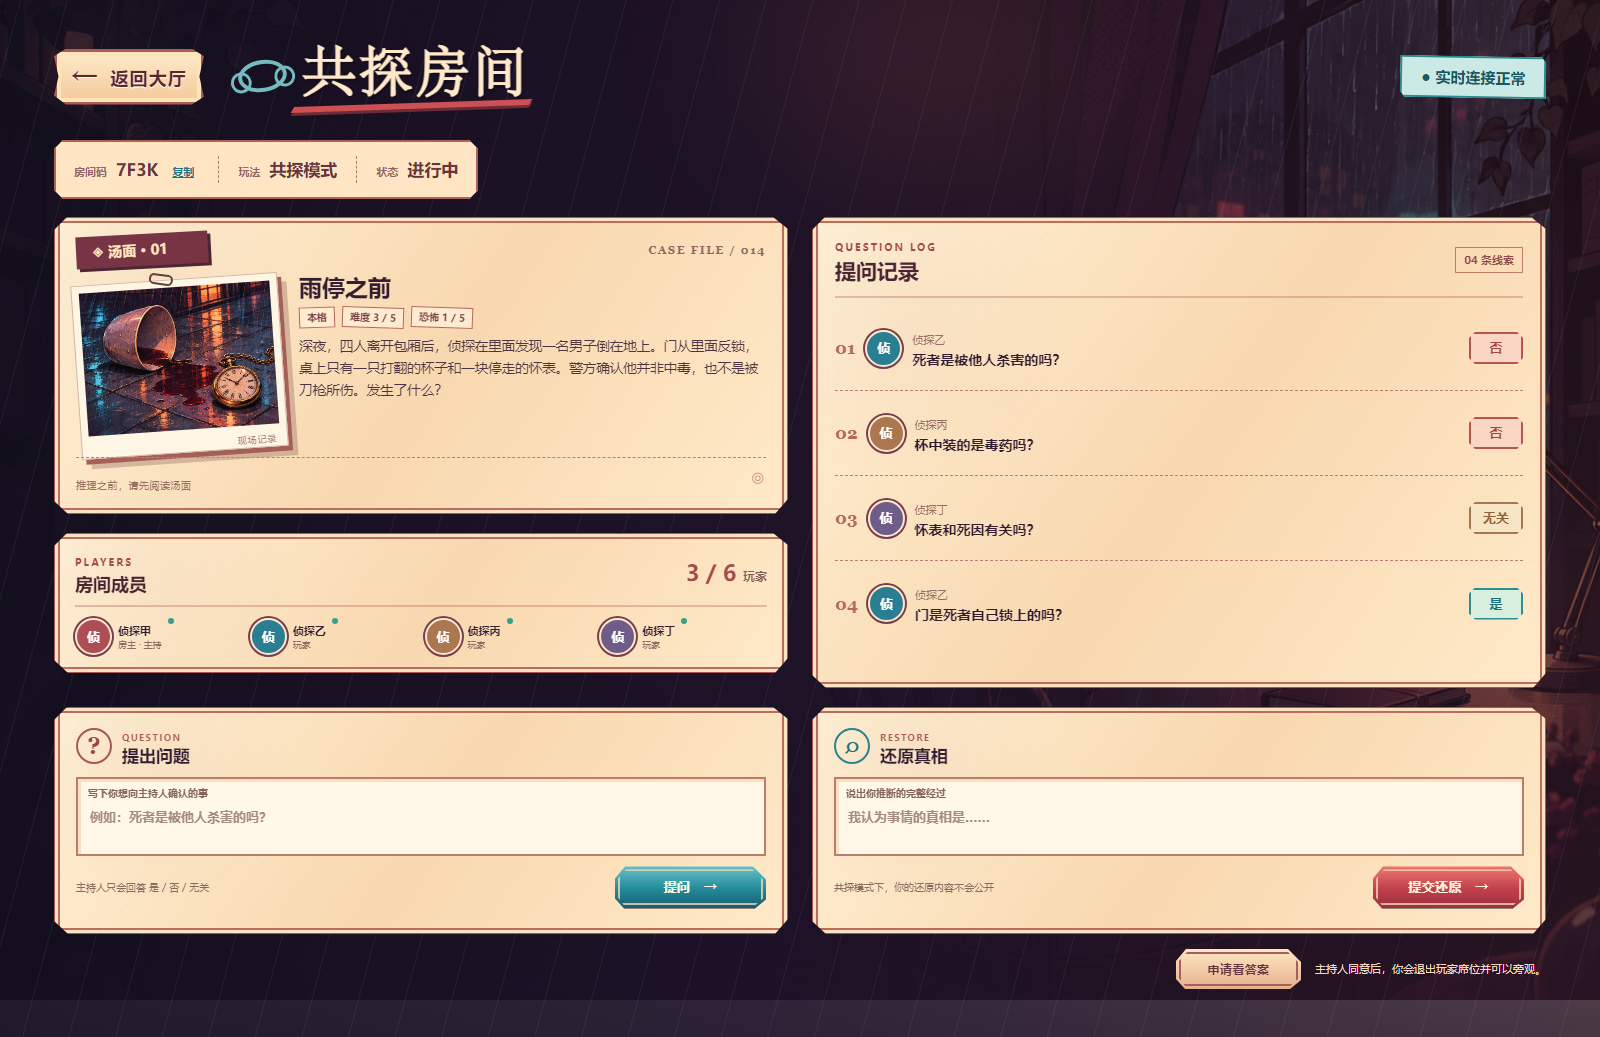 ← 返回大厅
共探房间
● 实时连接正常
房间码 7F3K 复制
玩法 共探模式
状态 进行中
◈ 汤面 • 01
CASE FILE / 014
雨停之前
本格
难度 3 / 5
恐怖 1 / 5
深夜，四人离开包厢后，侦探在里面发现一名男子倒在地上。门从里面反锁，
桌上只有一只打翻的杯子和一块停走的怀表。警方确认他并非中毒，也不是被
刀枪所伤。发生了什么？
现场记录
推理之前，请先阅读汤面
◎
PLAYERS
房间成员
3 / 6 玩家
侦 侦探甲
房主 · 主持
侦 侦探乙
玩家
侦 侦探丙
玩家
侦 侦探丁
玩家
QUESTION LOG
提问记录
04 条线索
01 侦 侦探乙
死者是被他人杀害的吗？
否
02 侦 侦探丙
杯中装的是毒药吗？
否
03 侦 侦探丁
怀表和死因有关吗？
无关
04 侦 侦探乙
门是死者自己锁上的吗？
是
?
QUESTION
提出问题
写下你想向主持人确认的事
例如：死者是被他人杀害的吗？
主持人只会回答 是 / 否 / 无关
提问 →
RESTORE
还原真相
说出你推断的完整经过
我认为事情的真相是……
共探模式下，你的还原内容不会公开
提交还原 →
申请看答案
主持人同意后，你会退出玩家席位并可以旁观。